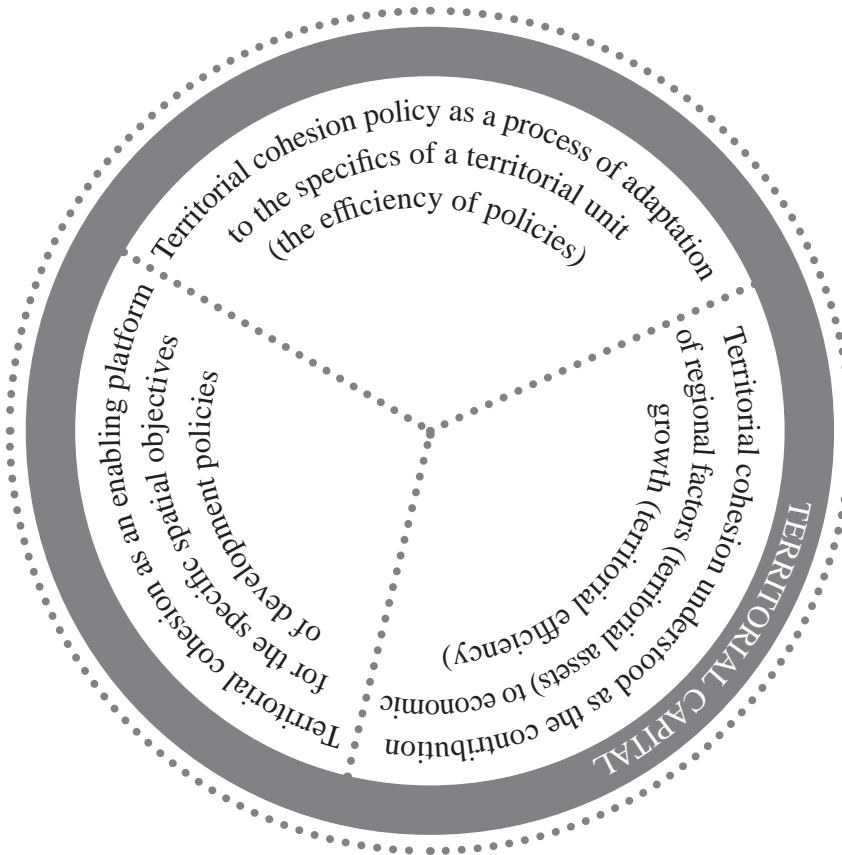 Territorial cohesion policy as a process of adaptation
to the specifics of a territorial unit
(the efficiency of policies)
Territorial cohesion understood as the contribution
of regional factors (territorial assets) to economic
growth (territorial efficiency)
Territorial cohesion as an enabling platform
for the specific spatial objectives
of development policies
TERRITORIAL CAPITAL